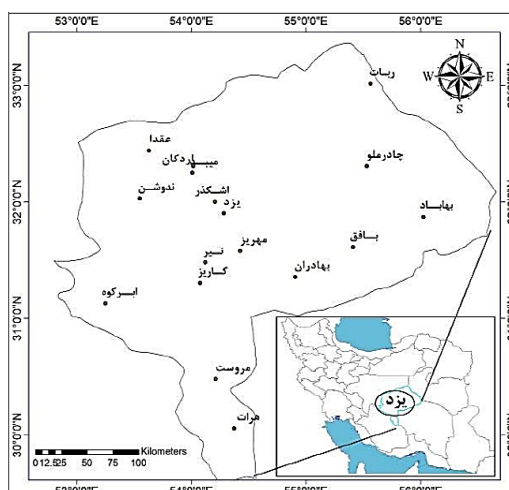 53°0'0"E 54°0'0"E 55°0'0"E 56°0'0"E
N
W E
S
33°0'0"N
32°0'0"N
31°0'0"N
30°0'0"N
ربات
عقدا
میبد اردکان
چادرملو
ندوشن
اشکذر
یزد
بهاباد
مهریز
بافق
نیر
کاریز
بهادران
ابرکوه
مروست
هرات
یزد
Kilometers
0 12.5 25 50 75 100